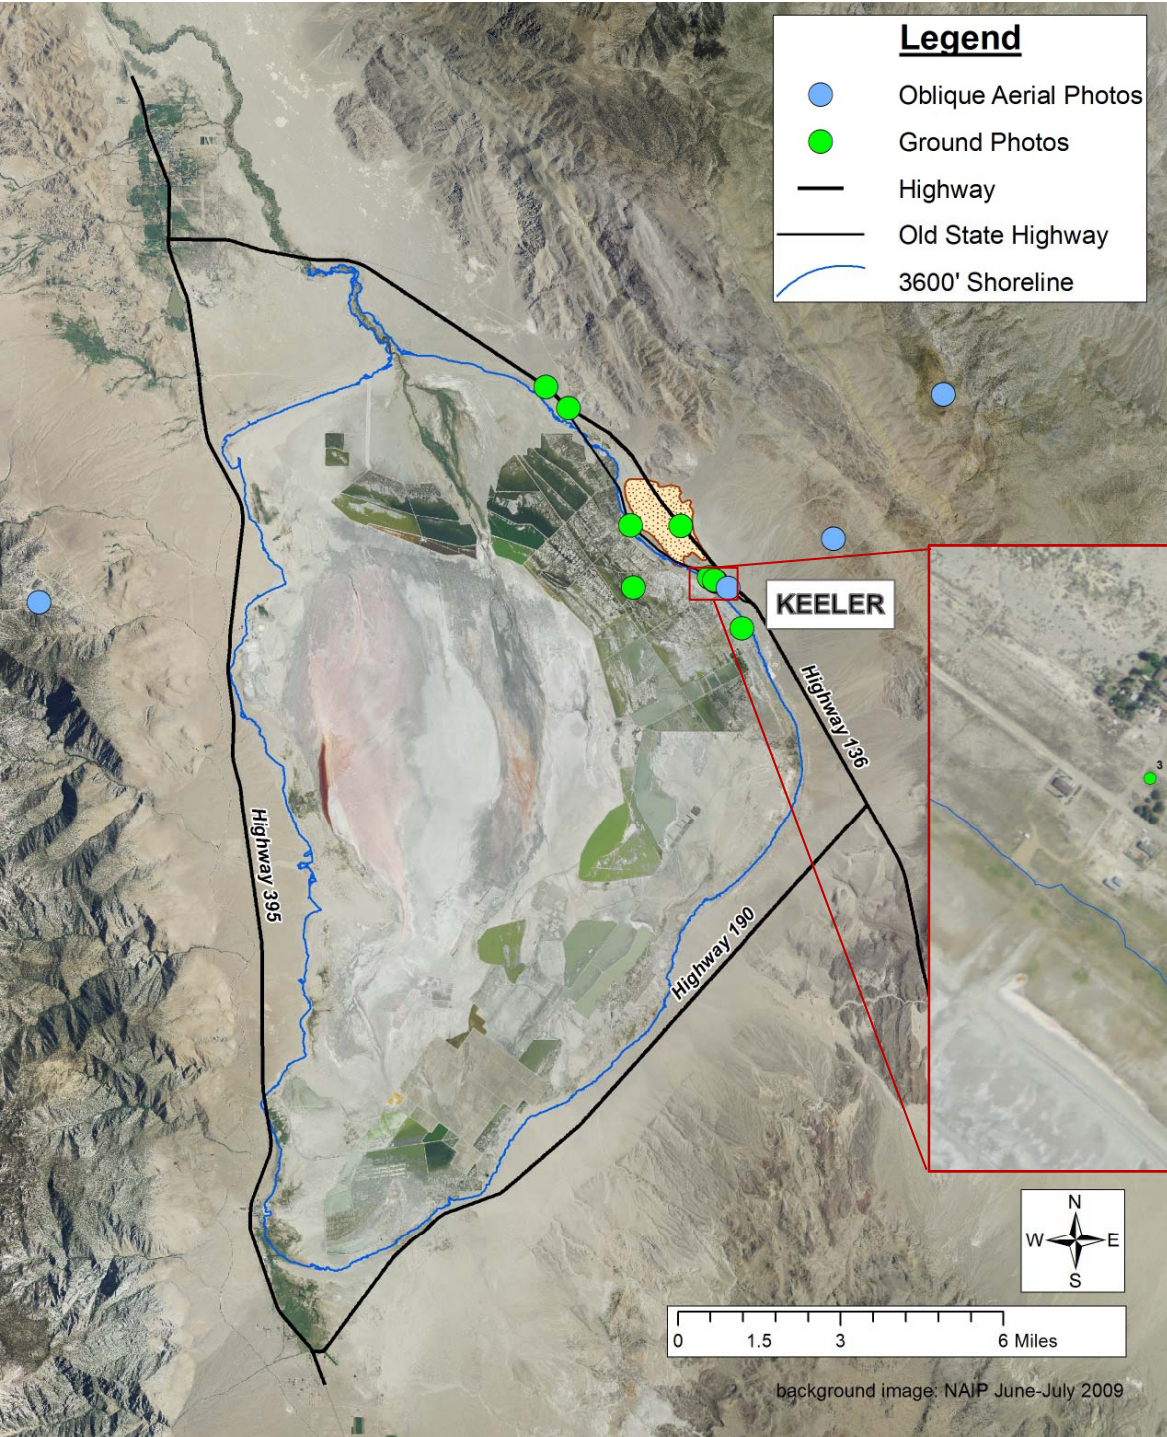 Legend
Oblique Aerial Photos
Ground Photos
Highway
Old State Highway
3600' Shoreline
KEELER
Highway 136
3
Highway 395
Highway 190
N
W E
S
0 1.5 3 6 Miles
background image: NAIP June-July 2009